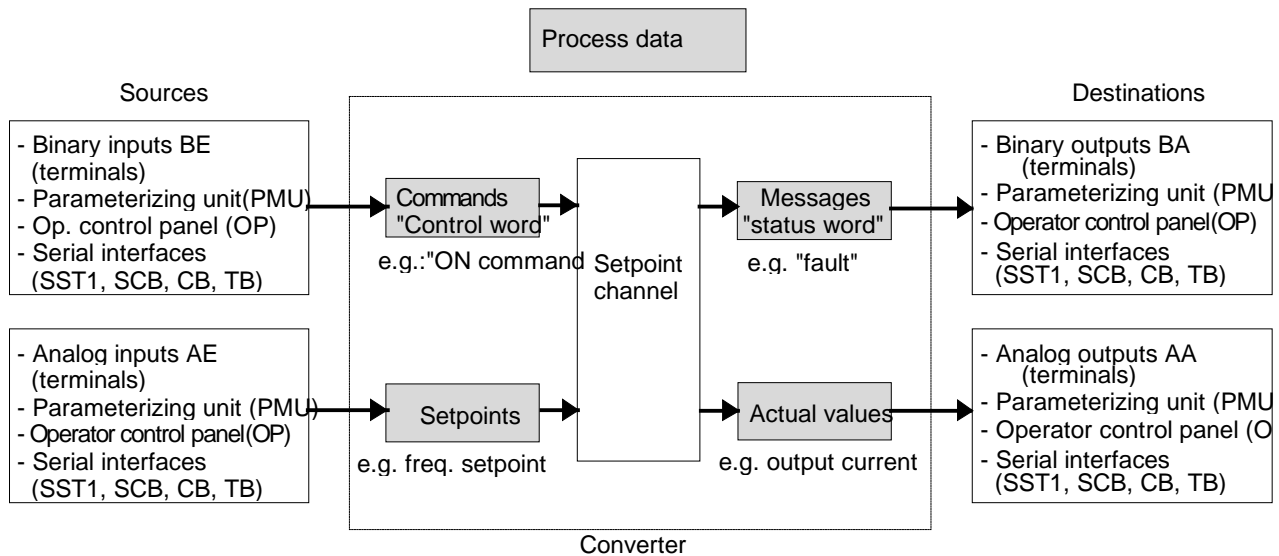 Process data
Sources
Destinations
- Binary inputs BE
(terminals)
- Parameterizing unit(PMU)
- Op. control panel (OP)
- Serial interfaces
(SST1, SCB, CB, TB)
Commands
"Control word"
e.g.:"ON command
Setpoint
channel
Messages
"status word"
e.g. "fault"
- Binary outputs BA
(terminals)
- Parameterizing unit (PMU
- Operator control panel(OP)
- Serial interfaces
(SST1, SCB, CB, TB)
- Analog inputs AE
(terminals)
- Parameterizing unit (PMU)
- Operator control panel(OP)
- Serial interfaces
(SST1, SCB, CB, TB)
Setpoints
e.g. freq. setpoint
Actual values
e.g. output current
- Analog outputs AA
(terminals)
- Parameterizing unit (PMU
- Operator control panel (O
- Serial interfaces
(SST1, SCB, CB, TB)
Converter